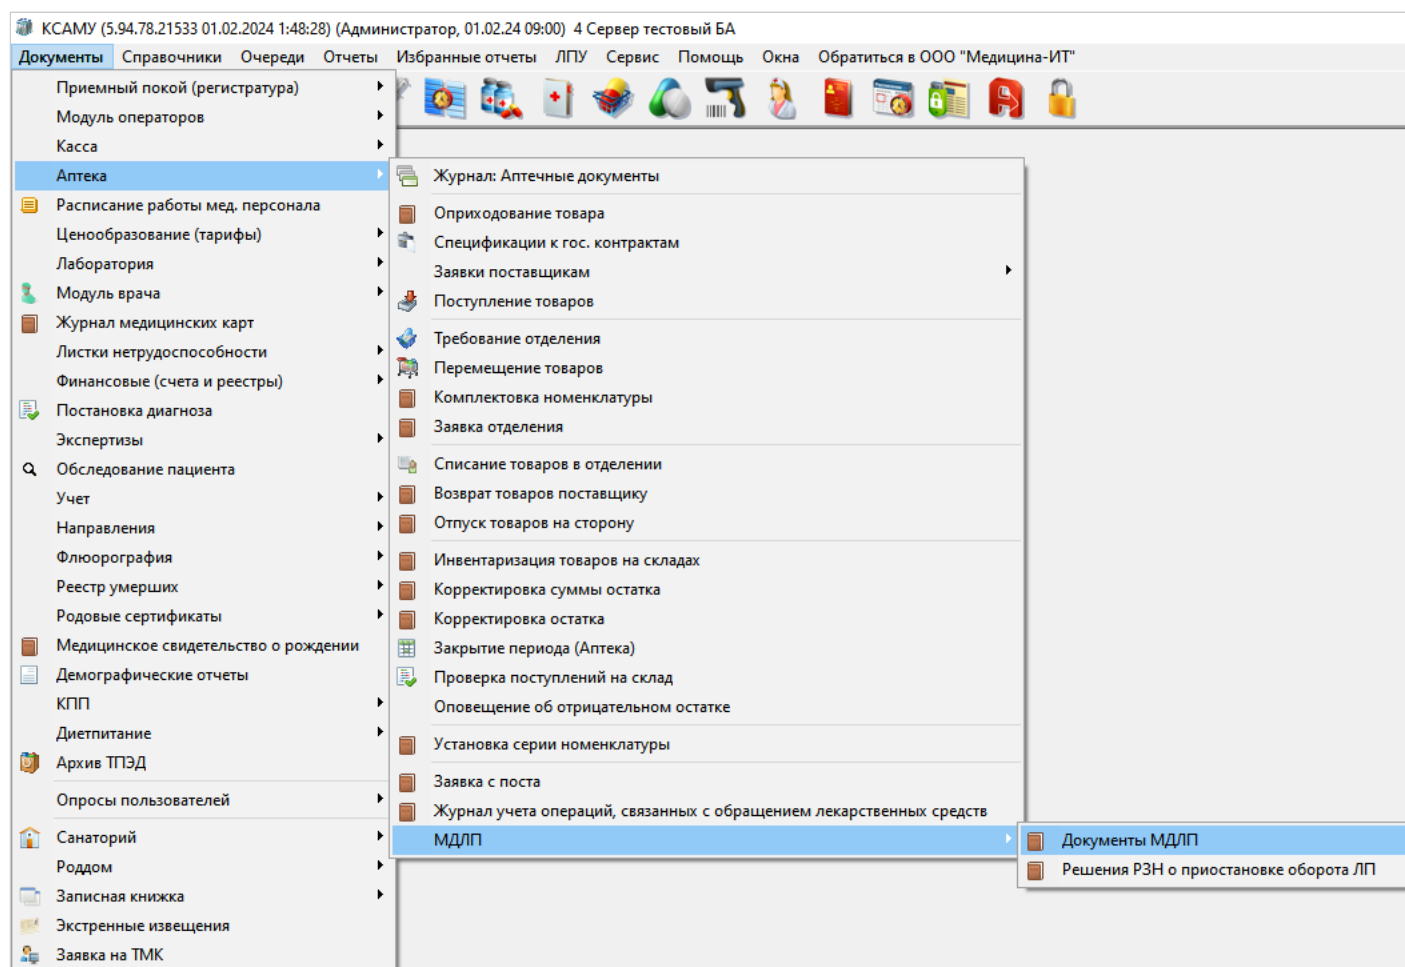 КСАМУ (5.94.78.21533 01.02.2024 1:48:28) (Администратор, 01.02.24 09:00) 4 Сервер тестовый БА
Документы Справочники Очереди Отчеты Избранные отчеты ЛПУ Сервис Помощь Окна Обратиться в ООО "Медицина-ИТ"
Приемный покой (регистратура)
Модуль операторов
Касса
Аптека
Расписание работы мед. персонала
Ценообразование (тарифы)
Лаборатория
Модуль врача
Журнал медицинских карт
Листки нетрудоспособности
Финансовые (счета и реестры)
Постановка диагноза
Экспертизы
Обследование пациента
Учет
Направления
Флюорография
Реестр умерших
Родовые сертификаты
Медицинское свидетельство о рождении
Демографические отчеты
КПП
Диетпитание
Архив ТПЭД
Опросы пользователей
Санаторий
Роддом
Записная книжка
Экстренные извещения
Заявка на ТМК
Журнал: Аптечные документы
Оприходование товара
Спецификации к гос. контрактам
Заявки поставщикам
Поступление товаров
Требование отделения
Перемещение товаров
Комплектовка номенклатуры
Заявка отделения
Списание товаров в отделении
Возврат товаров поставщику
Отпуск товаров на сторону
Инвентаризация товаров на складах
Корректировка суммы остатка
Корректировка остатка
Закрытие периода (Аптека)
Проверка поступлений на склад
Оповещение об отрицательном остатке
Установка серии номенклатуры
Заявка с поста
Журнал учета операций, связанных с обращением лекарственных средств
МДЛП
Документы МДЛП
Решения РЗН о приостановке оборота ЛП